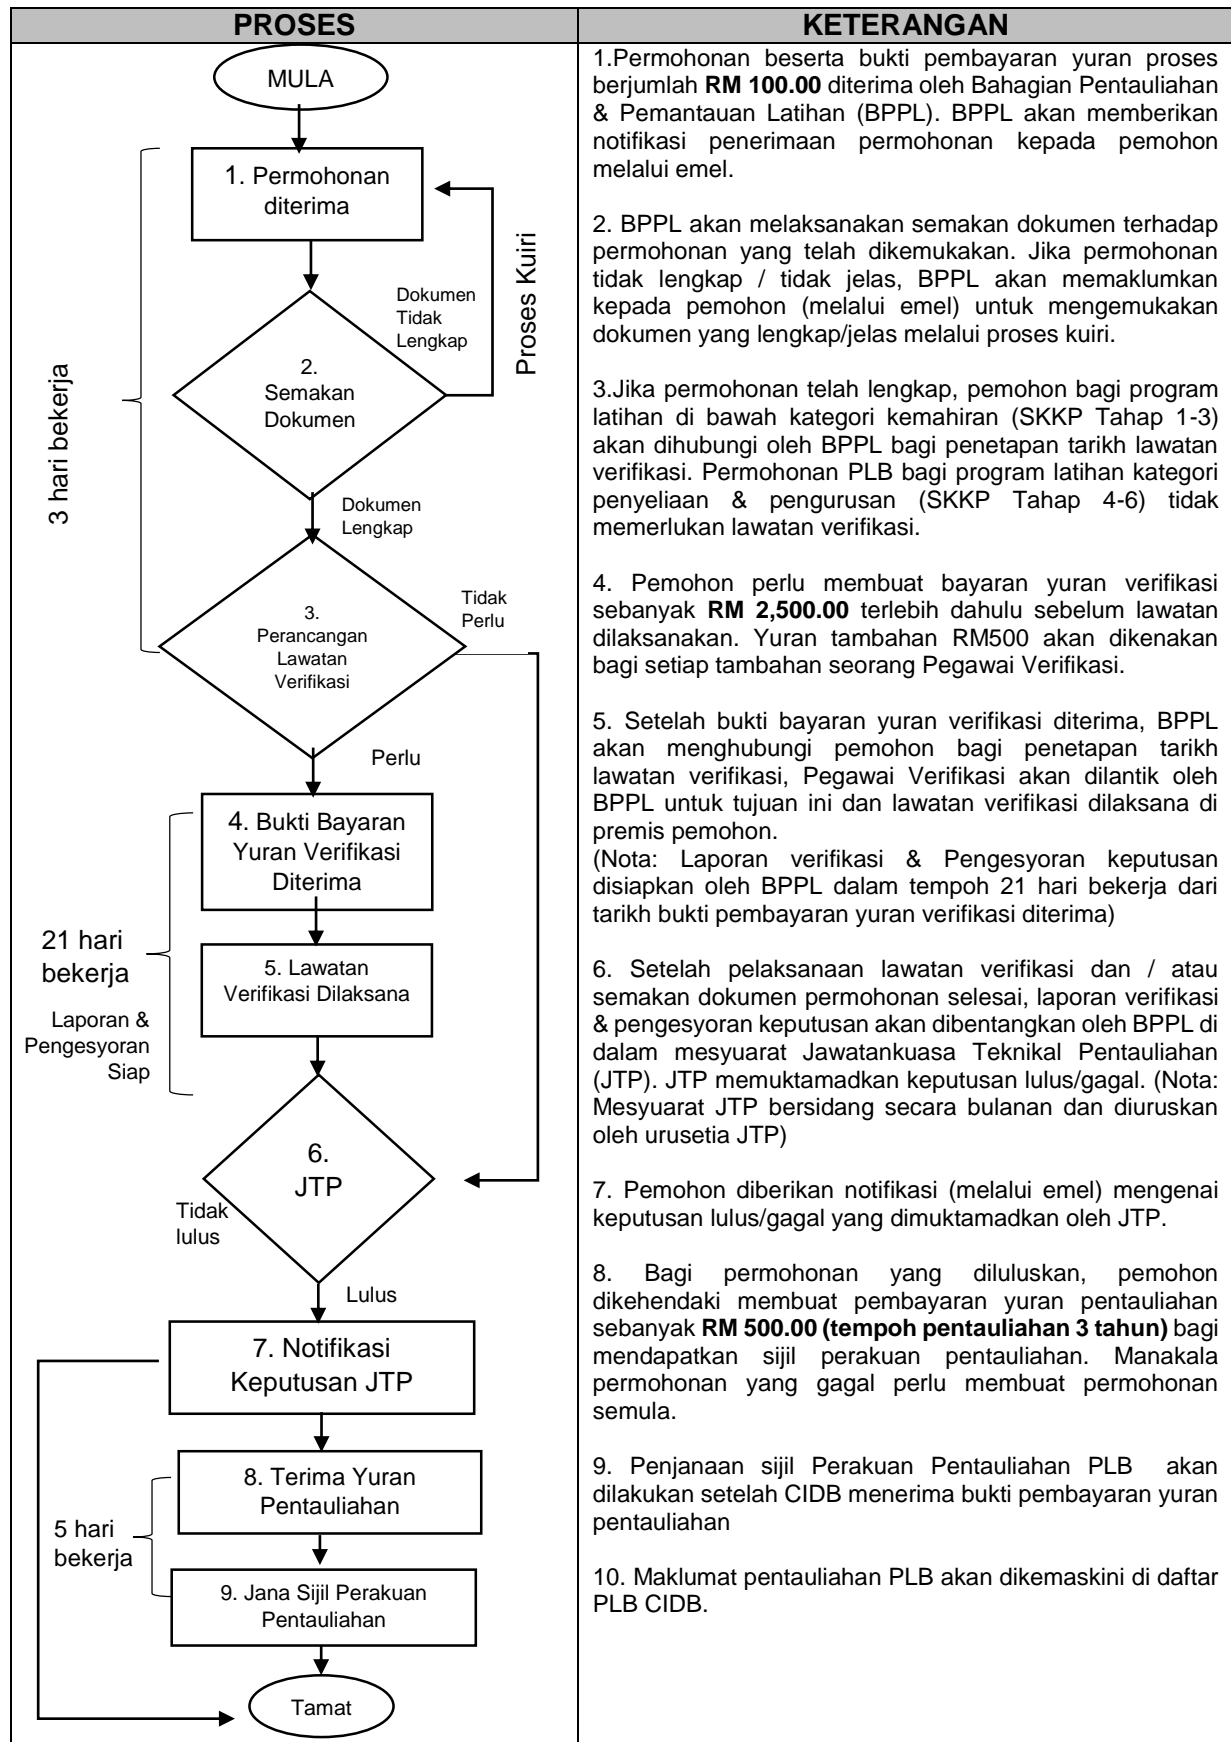 PROSES
KETERANGAN
MULA
1. Permohonan
diterima
Dokumen
Tidak
Lengkap
Proses Kuiri
2.
Semakan
Dokumen
3 hari bekerja
Dokumen
Lengkap
3.
Perancangan
Lawatan
Verifikasi
Tidak
Perlu
Perlu
4. Bukti Bayaran
Yuran Verifikasi
Diterima
21 hari
bekerja
Laporan &
Pengesyoran
Siap
5. Lawatan
Verifikasi Dilaksana
6.
JTP
Tidak
lulus
Lulus
7. Notifikasi
Keputusan JTP
8. Terima Yuran
Pentauliahan
5 hari
bekerja
9. Jana Sijil Perakuan
Pentauliahan
Tamat
1.Permohonan beserta bukti pembayaran yuran proses
berjumlah RM 100.00 diterima oleh Bahagian Pentauliahan
& Pemantauan Latihan (BPPL). BPPL akan memberikan
notifikasi penerimaan permohonan kepada pemohon
melalui emel.
2. BPPL akan melaksanakan semakan dokumen terhadap
permohonan yang telah dikemukakan. Jika permohonan
tidak lengkap / tidak jelas, BPPL akan memaklumkan
kepada pemohon (melalui emel) untuk mengemukakan
dokumen yang lengkap/jelas melalui proses kuiri.
3.Jika permohonan telah lengkap, pemohon bagi program
latihan di bawah kategori kemahiran (SKKP Tahap 1-3)
akan dihubungi oleh BPPL bagi penetapan tarikh lawatan
verifikasi. Permohonan PLB bagi program latihan kategori
penyeliaan & pengurusan (SKKP Tahap 4-6) tidak
memerlukan lawatan verifikasi.
4. Pemohon perlu membuat bayaran yuran verifikasi
sebanyak RM 2,500.00 terlebih dahulu sebelum lawatan
dilaksanakan. Yuran tambahan RM500 akan dikenakan
bagi setiap tambahan seorang Pegawai Verifikasi.
5. Setelah bukti bayaran yuran verifikasi diterima, BPPL
akan menghubungi pemohon bagi penetapan tarikh
lawatan verifikasi, Pegawai Verifikasi akan dilantik oleh
BPPL untuk tujuan ini dan lawatan verifikasi dilaksana di
premis pemohon.
(Nota: Laporan verifikasi & Pengesyoran keputusan
disiapkan oleh BPPL dalam tempoh 21 hari bekerja dari
tarikh bukti pembayaran yuran verifikasi diterima)
6. Setelah pelaksanaan lawatan verifikasi dan / atau
semakan dokumen permohonan selesai, laporan verifikasi
& pengesyoran keputusan akan dibentangkan oleh BPPL di
dalam mesyuarat Jawatankuasa Teknikal Pentauliahan
(JTP). JTP memuktamadkan keputusan lulus/gagal. (Nota:
Mesyuarat JTP bersidang secara bulanan dan diuruskan
oleh urusetia JTP)
7. Pemohon diberikan notifikasi (melalui emel) mengenai
keputusan lulus/gagal yang dimuktamadkan oleh JTP.
8. Bagi permohonan yang diluluskan, pemohon
dikehendaki membuat pembayaran yuran pentauliahan
sebanyak RM 500.00 (tempoh pentauliahan 3 tahun) bagi
mendapatkan sijil perakuan pentauliahan. Manakala
permohonan yang gagal perlu membuat permohonan
semula.
9. Penjanaan sijil Perakuan Pentauliahan PLB akan
dilakukan setelah CIDB menerima bukti pembayaran yuran
pentauliahan
10. Maklumat pentauliahan PLB akan dikemaskini di daftar
PLB CIDB.